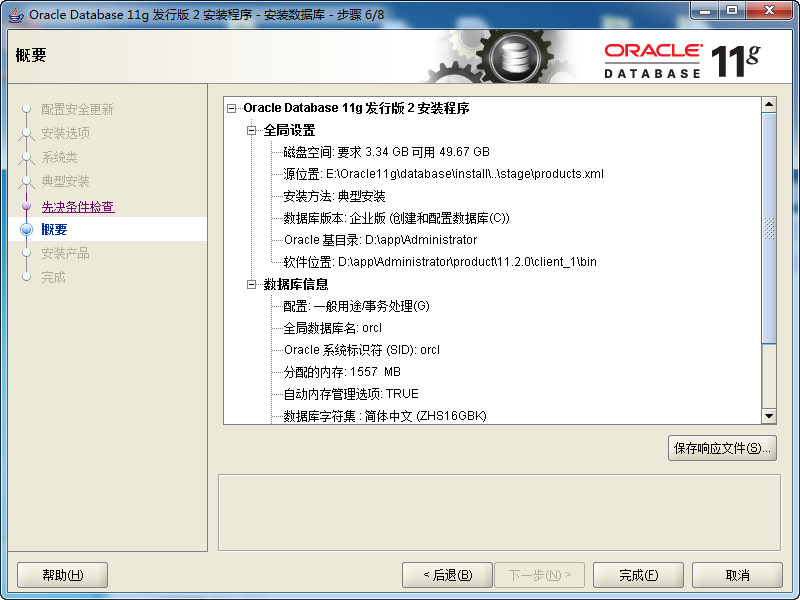 Oracle Database 11g 发行版 2 安装程序 - 安装数据库 - 步骤 6/8
概要
ORACLE
DATABASE
11g
配置安全更新
安装选项
系统类
典型安装
先决条件检查
概要
安装产品
完成
Oracle Database 11g 发行版 2 安装程序
全局设置
磁盘空间: 要求 3.34 GB 可用 49.67 GB
源位置: E:\Oracle11g\database\install\..\stage\products.xml
安装方法: 典型安装
数据库版本: 企业版 (创建和配置数据库(C))
Oracle 基目录: D:\app\Administrator
软件位置: D:\app\Administrator\product\11.2.0\client_1\bin
数据库信息
配置: 一般用途/事务处理(G)
全局数据库名: orcl
Oracle 系统标识符 (SID): orcl
分配的内存: 1557 MB
自动内存管理选项: TRUE
数据库字符集 : 简体中文 (ZHS16GBK)
保存响应文件(S)...
帮助(H)
< 后退(B)
下一步(N) >
完成(F)
取消